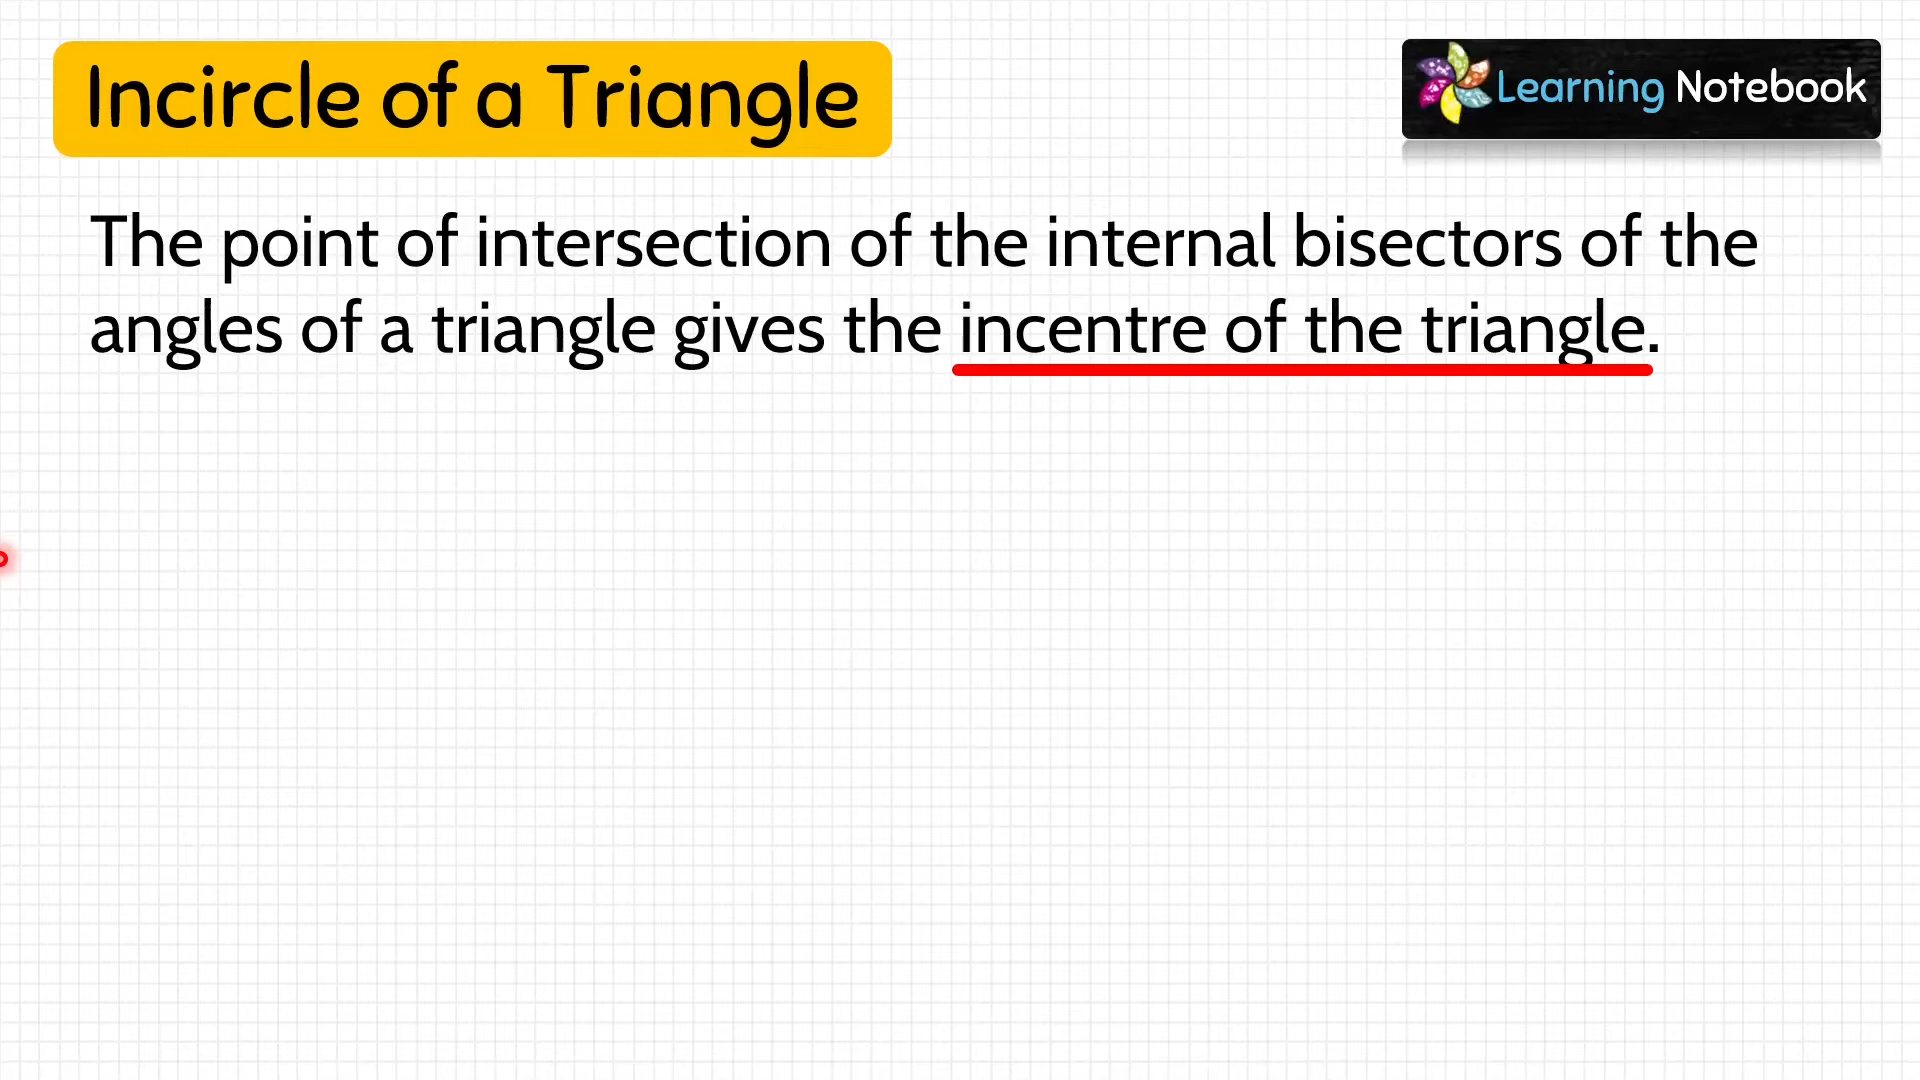 Incircle of a Triangle
Learning Notebook
The point of intersection of the internal bisectors of the
angles of a triangle gives the incentre of the triangle.